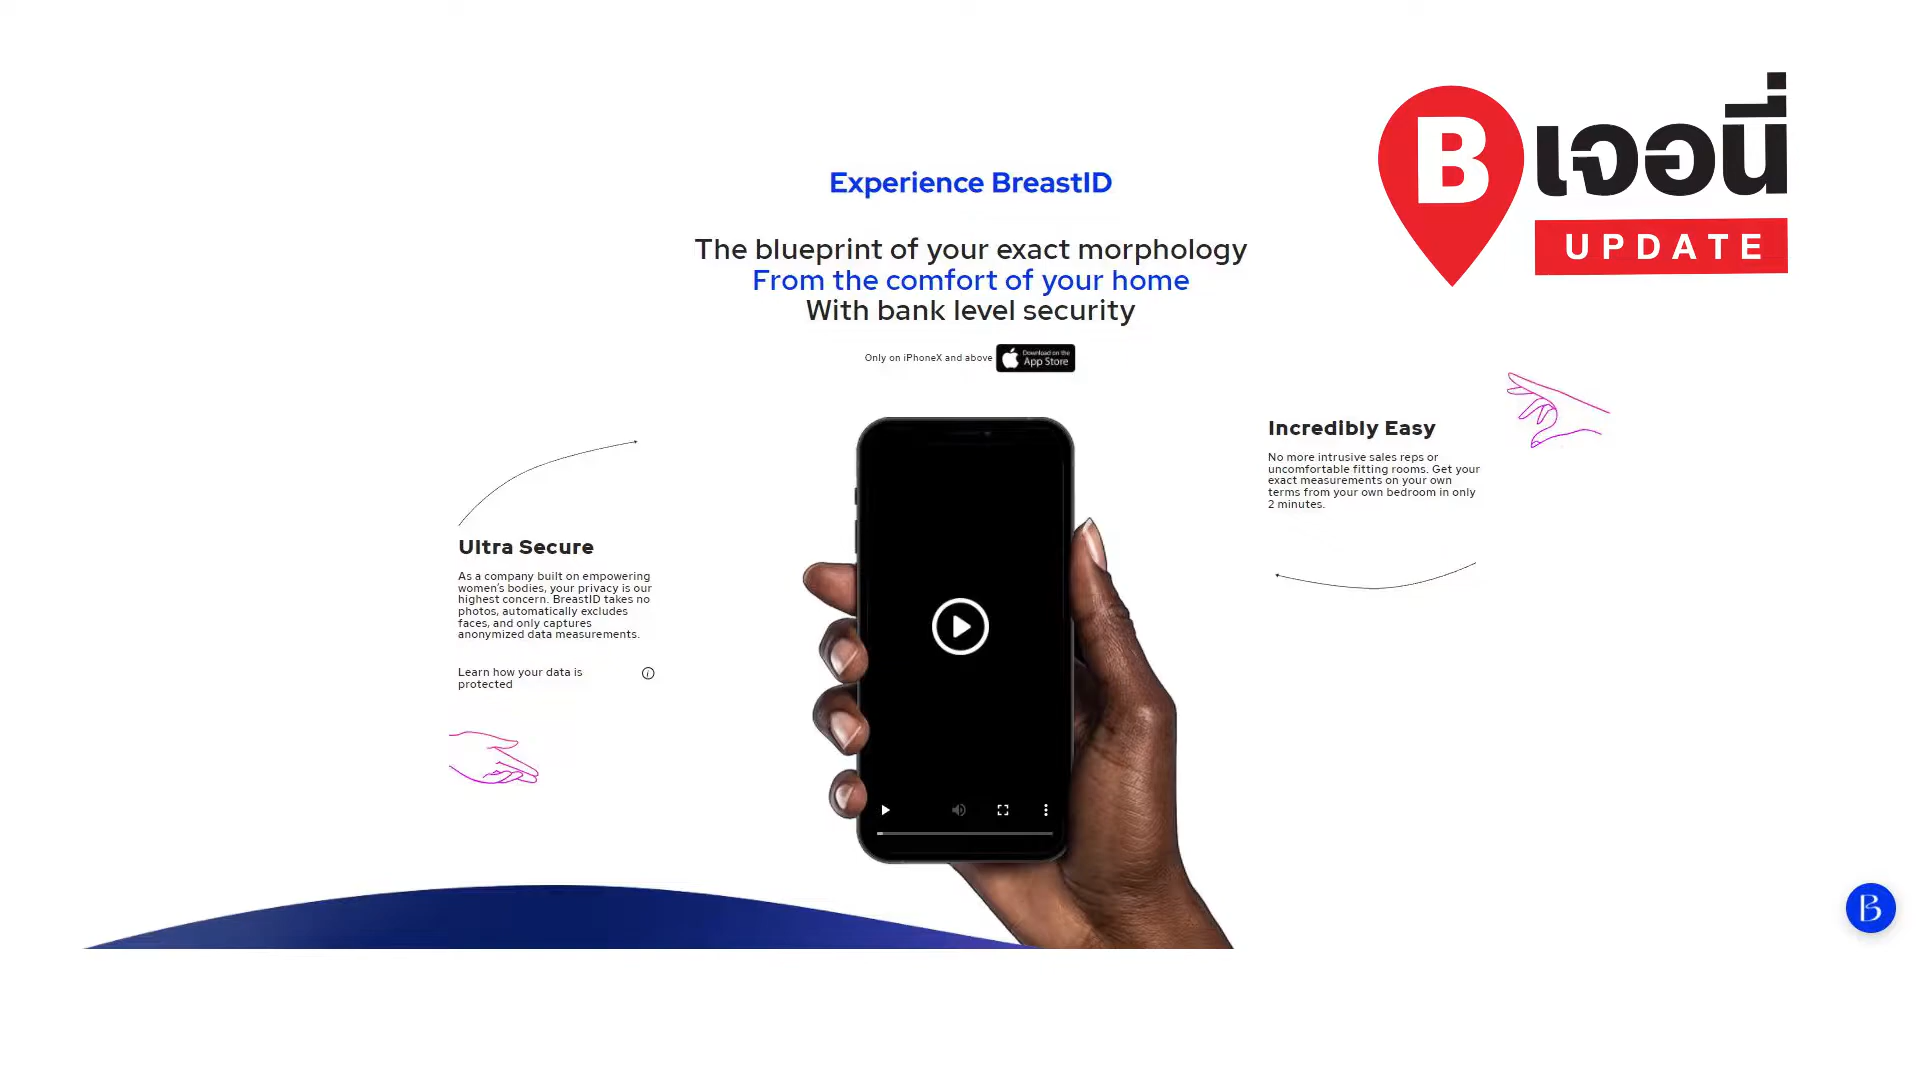 B เจอนี่
UPDATE
Experience BreastID
The blueprint of your exact morphology
From the comfort of your home
With bank level security
Only on iPhoneX and above
Download on the
App Store
Incredibly Easy
No more intrusive sales reps or
uncomfortable fitting rooms. Get your
exact measurements on your own
terms from your own bedroom in only
2 minutes.
Ultra Secure
As a company built on empowering
women's bodies, your privacy is our
highest concern. BreastID takes no
photos, automatically excludes
faces, and only captures
anonymized data measurements.
Learn how your data is
protected
B